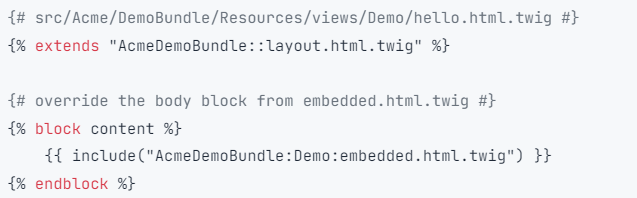 {# src/Acme/DemoBundle/Resources/views/Demo/hello.html.twig #}
{% extends "AcmeDemoBundle::layout.html.twig" %}
{# override the body block from embedded.html.twig #}
{% block content %}
{{ include("AcmeDemoBundle:Demo:embedded.html.twig") }}
{% endblock %}